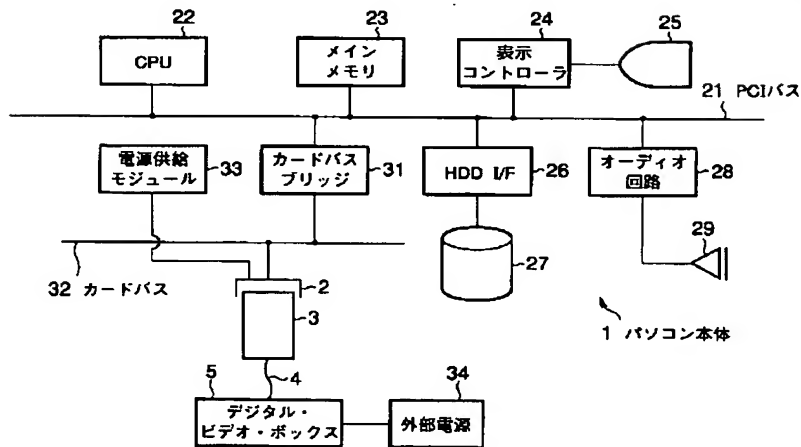 22
CPU
23
メイン
メモリ
24
表示
コントローラ
25
21 PCIバス
電源供給
モジュール
33
カードバス
ブリッジ
31
HDD I/F
26
オーディオ
回路
28
27
29
32 カードバス
2
3
4
1 パソコン本体
5
デジタル・
ビデオ・ボックス
34
外部電源